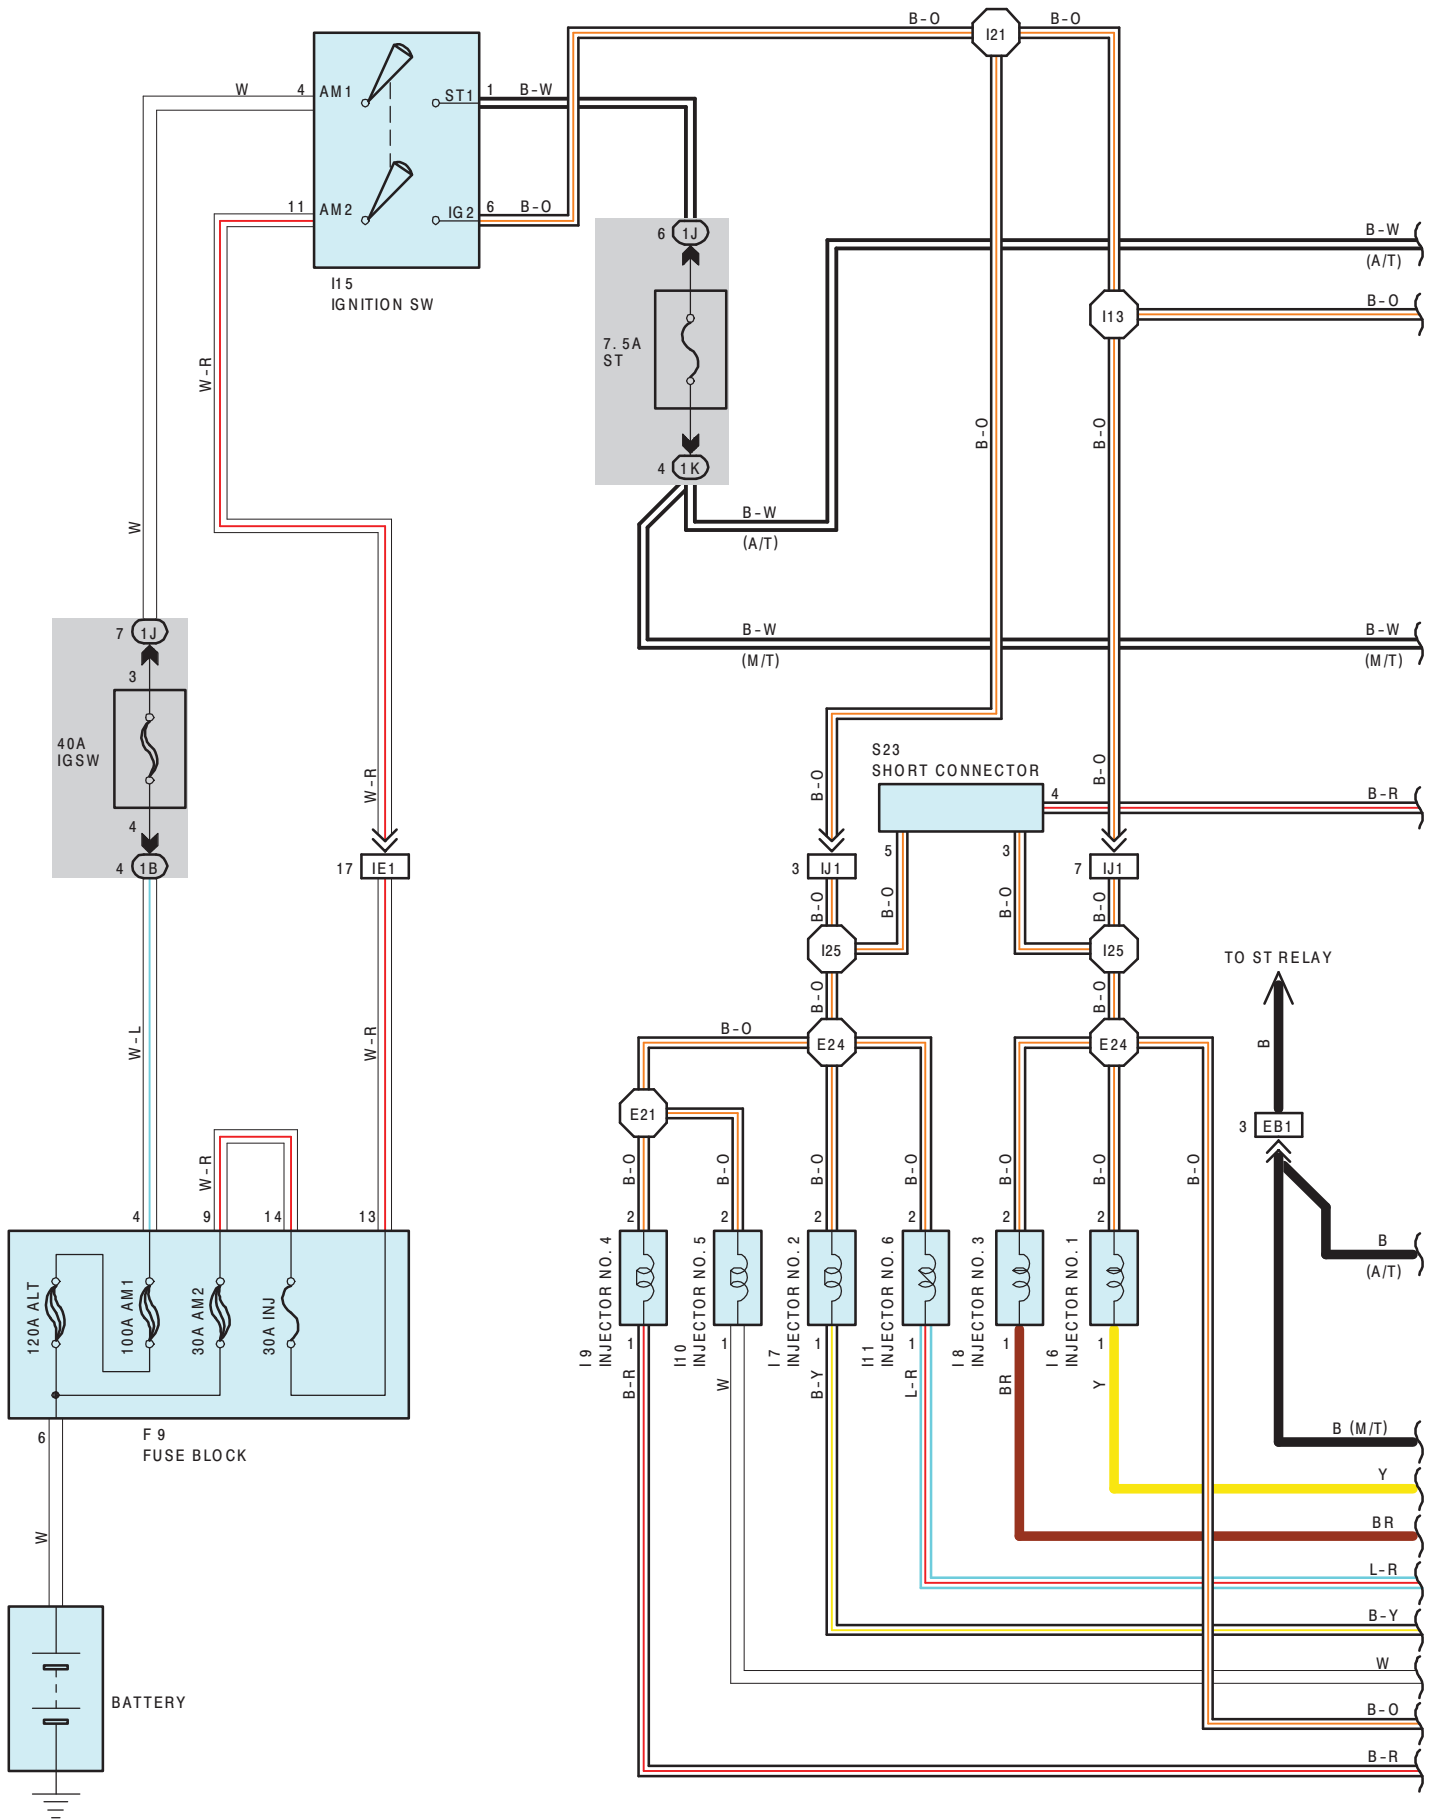 B-O
B-O
I21
W
4
AM1
ST1
1
B-W
11
AM2
IG2
6
B-O
I15
IGNITION SW
6
1J
B-W
(A/T)
B-O
I13
7. 5A
ST
W-R
B-O
B-O
4
1K
B-W
(A/T)
W
7
1J
B-W
(M/T)
B-W
(M/T)
3
40A
IGSW
4
4
1B
W-R
17
IE1
S23
SHORT CONNECTOR
B-O
B-O
4
B-R
5
3
3
IJ1
7
IJ1
B-O
B-O
B-O
B-O
I25
I25
TO ST RELAY
B-O
B-O
W-L
W-R
B-O
E24
E24
B
E21
3
EB1
W-R
B-O
B-O
B-O
B-O
B-O
B-O
B-O
4
9
14
13
2
2
2
2
2
2
120A ALT
100A AM1
30A AM2
30A INJ
I 9
INJECTOR NO. 4
I10
INJECTOR NO. 5
I 7
INJECTOR NO. 2
I11
INJECTOR NO. 6
I 8
INJECTOR NO. 3
I 6
INJECTOR NO. 1
B
(A/T)
1
1
1
1
1
1
B-R
W
B-Y
L-R
BR
Y
6
F 9
FUSE BLOCK
B (M/T)
Y
W
BR
L-R
B-Y
W
BATTERY
B-O
B-R